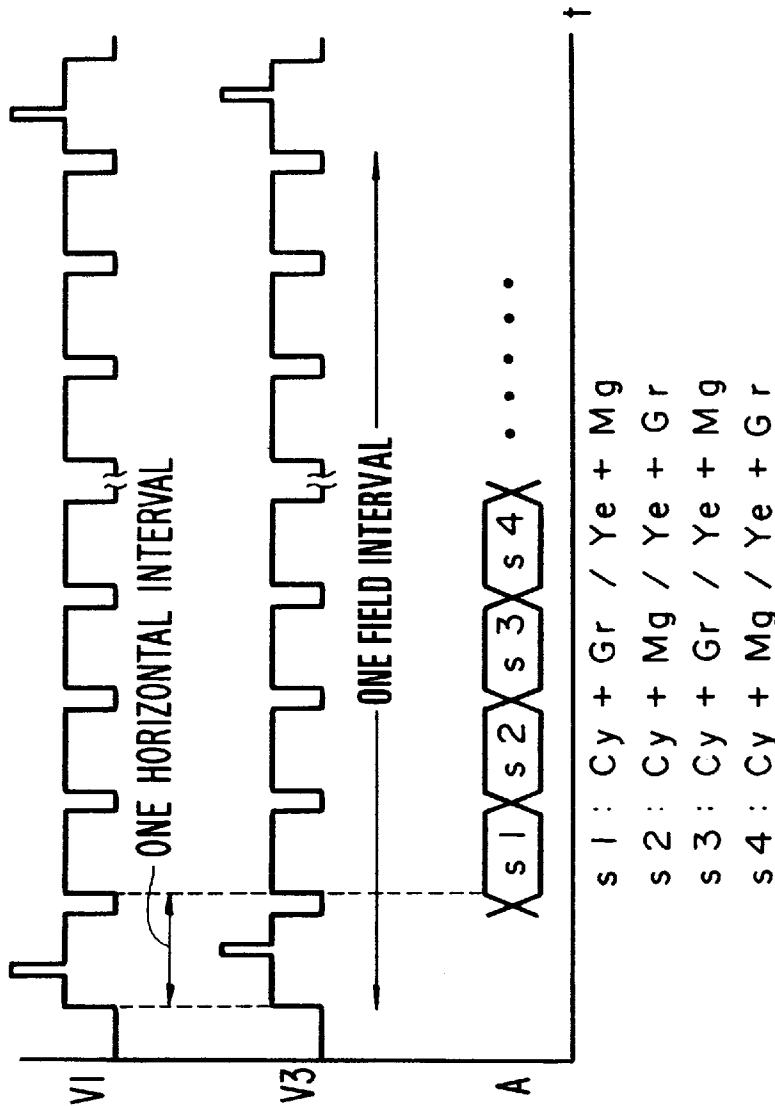 V1
ONE HORIZONTAL INTERVAL
V3
ONE FIELD INTERVAL
A
s1 s2 s3 s4 • • • • •
t
s1 : Cy + Gr / Ye + Mg
s2 : Cy + Mg / Ye + Gr
s3 : Cy + Gr / Ye + Mg
s4 : Cy + Mg / Ye + Gr